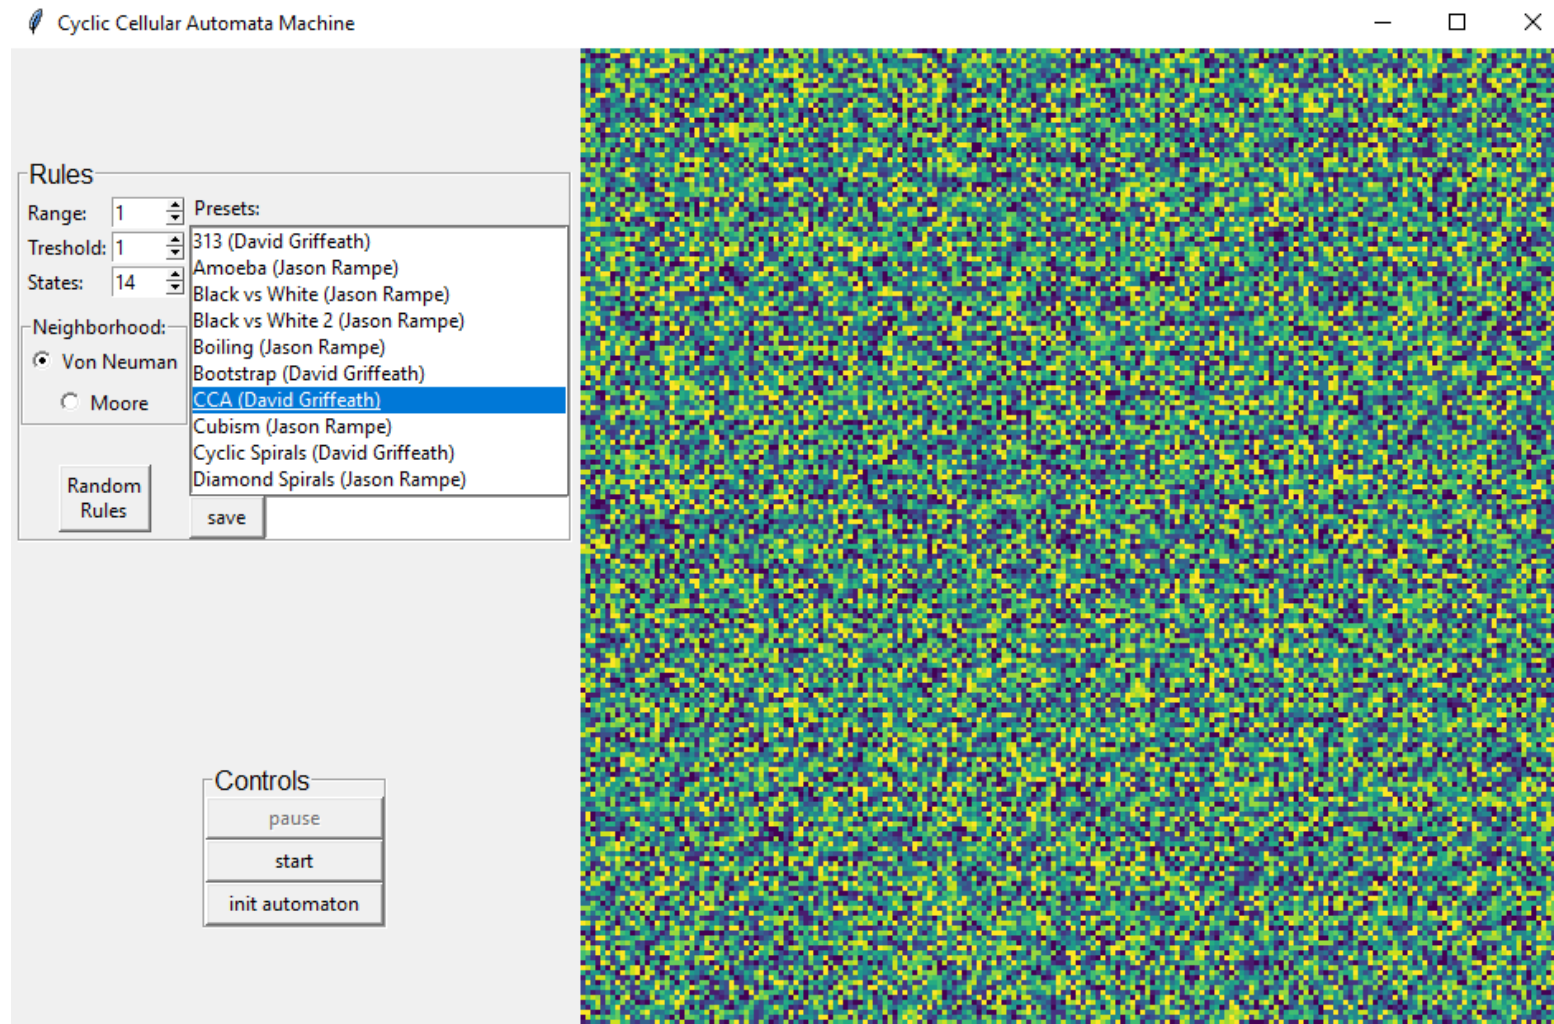 Cyclic Cellular Automata Machine
Rules
Range: 1
Presets:
Treshold: 1
States: 14
Neighborhood:
Von Neuman
Moore
Random
Rules
313 (David Griffeath)
Amoeba (Jason Rampe)
Black vs White (Jason Rampe)
Black vs White 2 (Jason Rampe)
Boiling (Jason Rampe)
Bootstrap (David Griffeath)
CCA (David Griffeath)
Cubism (Jason Rampe)
Cyclic Spirals (David Griffeath)
Diamond Spirals (Jason Rampe)
save
Controls
pause
start
init automaton